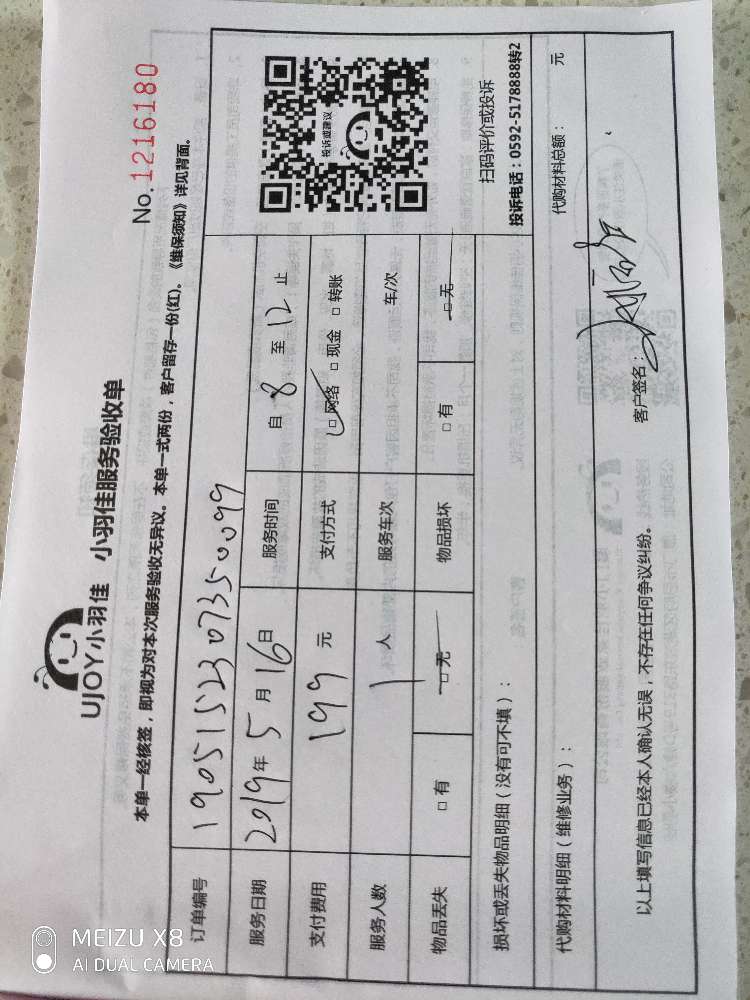 UJOY小羽佳 小羽佳服务验收单
No.1216180
本单一经核签，即视为对本次服务验收无异议。本单一式两份，客户留存一份(红)。《维保须知》详见背面。
订单编号 1905152307350099
服务日期 2019年5月16日 服务时间 自8至12止
支付费用 199元 支付方式 □网络 □现金 □转账
服务人数 1人 服务车次 车/次
物品丢失 □有 □无 物品损坏 □有 □无
投诉或建议
扫码评价或投诉
投诉电话：0592-5178888转2
损坏或丢失物品明细（没有可不填）：
代购材料明细（维修业务）： 代购材料总额： 元
以上填写信息已经本人确认无误，不存在任何争议纠纷。 客户签名：
MEIZU X8
AI DUAL CAMERA